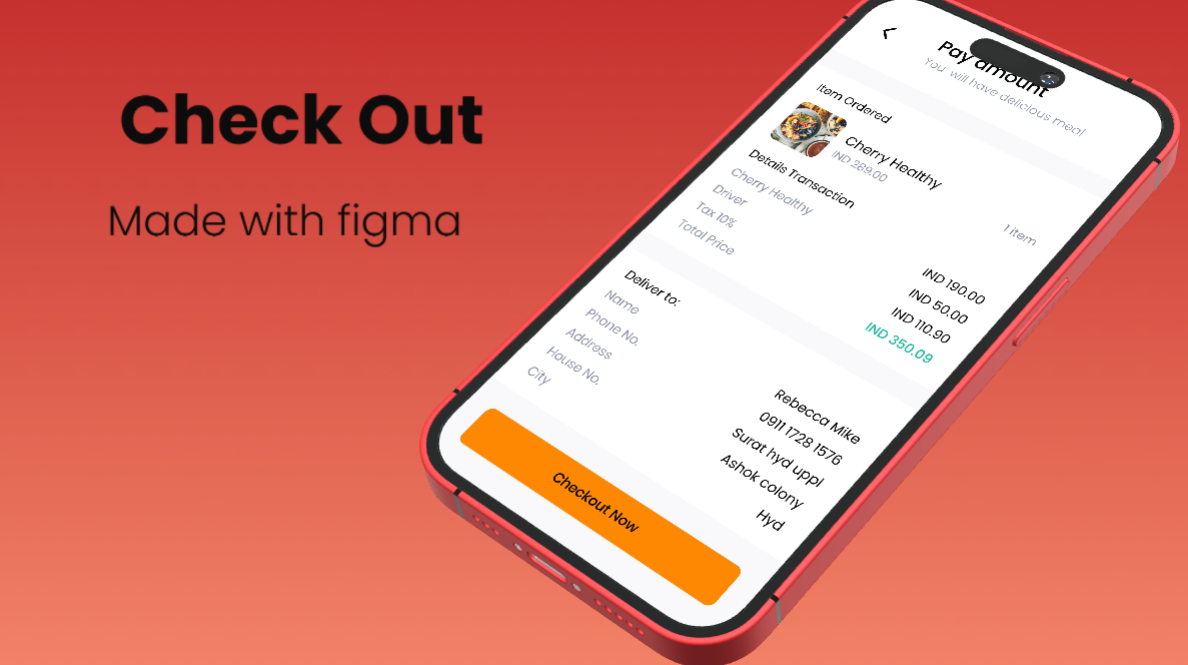 Check Out
Made with figma
Pay amount
You will have delicious meal
Item Ordered
Cherry Healthy
IND 289.00
1 item
Details Transaction
Cherry Healthy IND 190.00
Driver IND 50.00
Tax 10% IND 110.90
Total Price IND 350.09
Deliver to:
Name Rebecca Mike
Phone No. 0911 1728 1576
Address Surat hyd uppl
House No. Ashok colony
City Hyd
Checkout Now